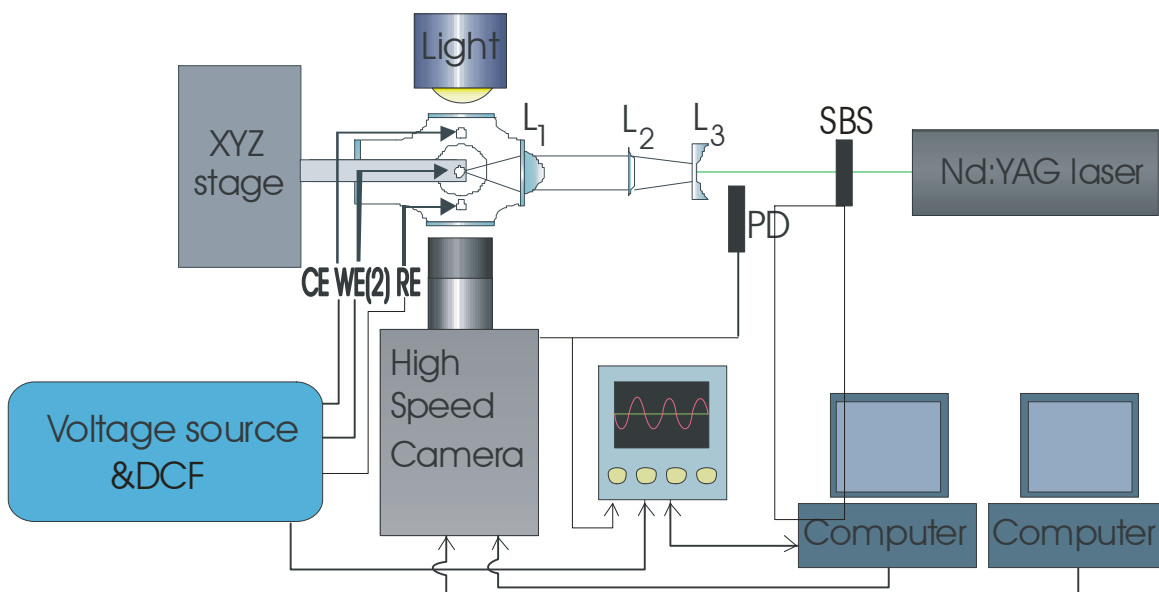 Light
XYZ
stage
L1
L2
L3
SBS
Nd:YAG laser
PD
CE WE(2) RE
High
Speed
Camera
Voltage source
&DCF
Computer
Computer